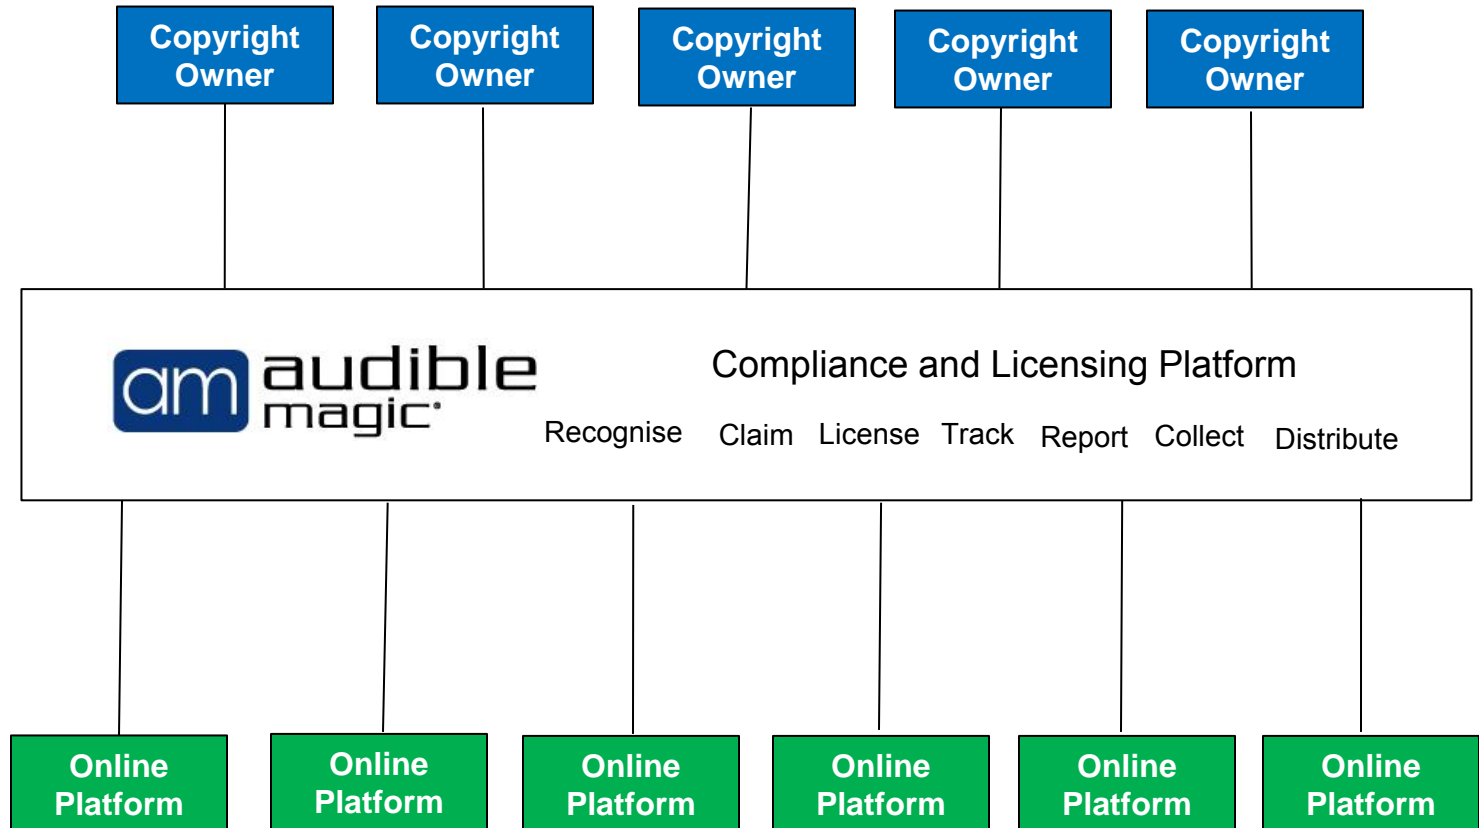 Copyright
Owner
Copyright
Owner
Copyright
Owner
Copyright
Owner
Copyright
Owner
am audible
magic®
Compliance and Licensing Platform
Recognise Claim License Track Report Collect Distribute
Online
Platform
Online
Platform
Online
Platform
Online
Platform
Online
Platform
Online
Platform